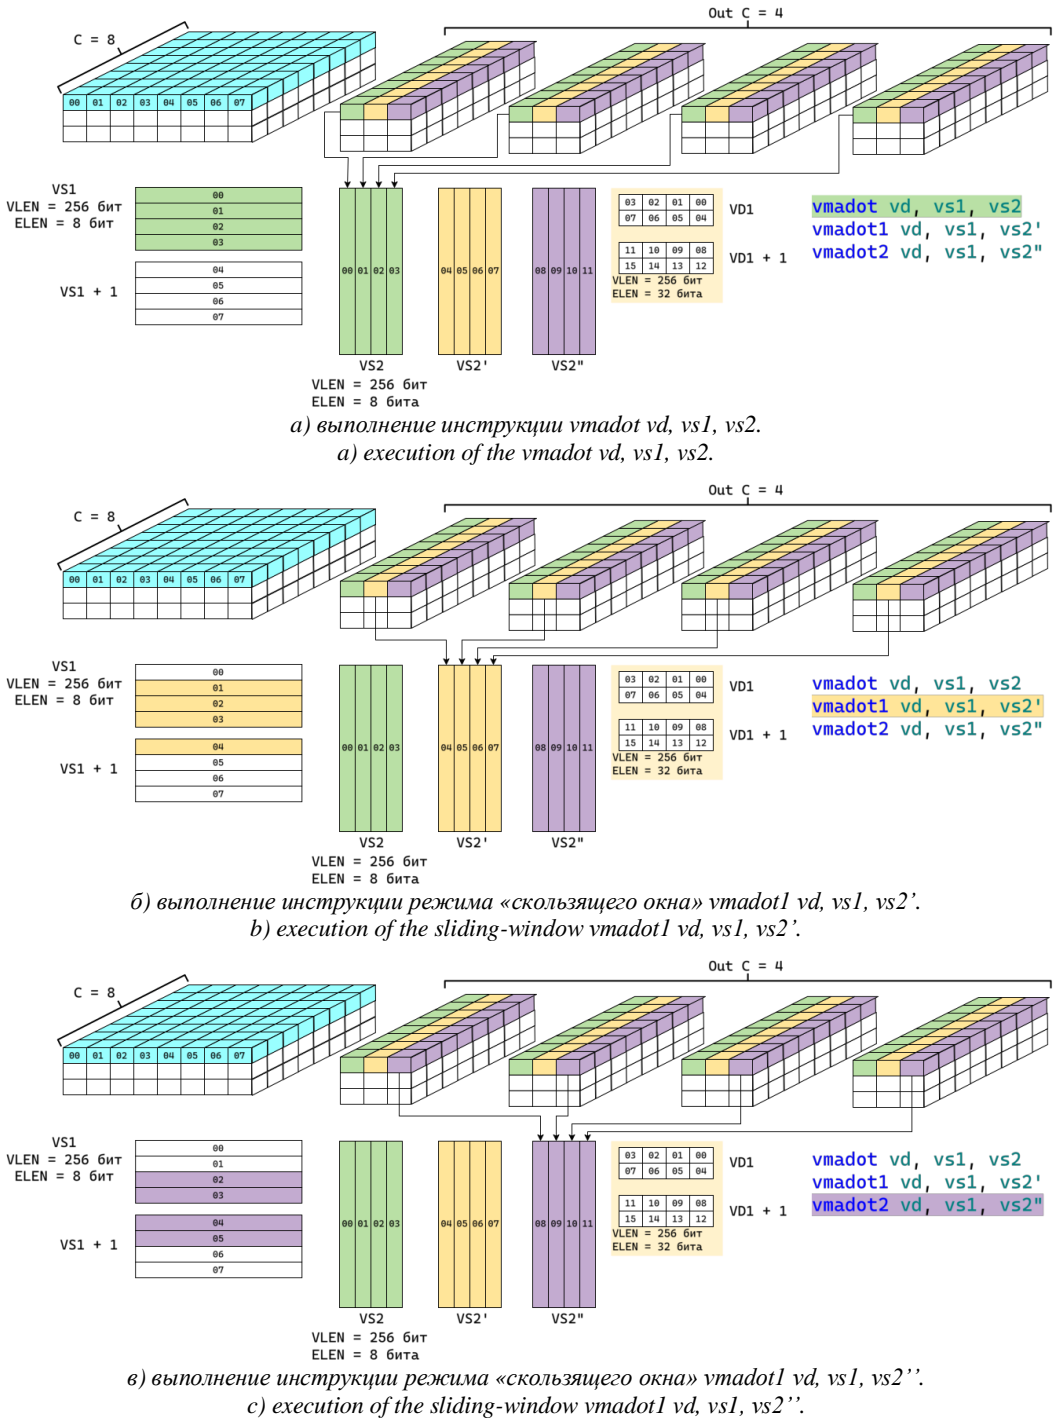 Out C = 4
C = 8
00 01 02 03 04 05 06 07
VS1
VLEN = 256 бит
ELEN = 8 бит
00
01
02
03
VS1 + 1
04
05
06
07
00 01 02 03
04 05 06 07
08 09 10 11
VS2
VS2'
VS2"
VLEN = 256 бит
ELEN = 8 бита
03 02 01 00
07 06 05 04
VD1
11 10 09 08
15 14 13 12
VD1 + 1
VLEN = 256 бит
ELEN = 32 бита
vmadot vd, vs1, vs2
vmadot1 vd, vs1, vs2'
vmadot2 vd, vs1, vs2"
а) выполнение инструкции vmadot vd, vs1, vs2.
a) execution of the vmadot vd, vs1, vs2.
Out C = 4
C = 8
00 01 02 03 04 05 06 07
VS1
VLEN = 256 бит
ELEN = 8 бит
00
01
02
03
VS1 + 1
04
05
06
07
00 01 02 03
04 05 06 07
08 09 10 11
VS2
VS2'
VS2"
VLEN = 256 бит
ELEN = 8 бита
03 02 01 00
07 06 05 04
VD1
11 10 09 08
15 14 13 12
VD1 + 1
VLEN = 256 бит
ELEN = 32 бита
vmadot vd, vs1, vs2
vmadot1 vd, vs1, vs2'
vmadot2 vd, vs1, vs2"
б) выполнение инструкции режима «скользящего окна» vmadot1 vd, vs1, vs2’.
b) execution of the sliding-window vmadot1 vd, vs1, vs2’.
Out C = 4
C = 8
00 01 02 03 04 05 06 07
VS1
VLEN = 256 бит
ELEN = 8 бит
00
01
02
03
VS1 + 1
04
05
06
07
00 01 02 03
04 05 06 07
08 09 10 11
VS2
VS2'
VS2"
VLEN = 256 бит
ELEN = 8 бита
03 02 01 00
07 06 05 04
VD1
11 10 09 08
15 14 13 12
VD1 + 1
VLEN = 256 бит
ELEN = 32 бита
vmadot vd, vs1, vs2
vmadot1 vd, vs1, vs2'
vmadot2 vd, vs1, vs2"
в) выполнение инструкции режима «скользящего окна» vmadot1 vd, vs1, vs2’’.
c) execution of the sliding-window vmadot1 vd, vs1, vs2’’.